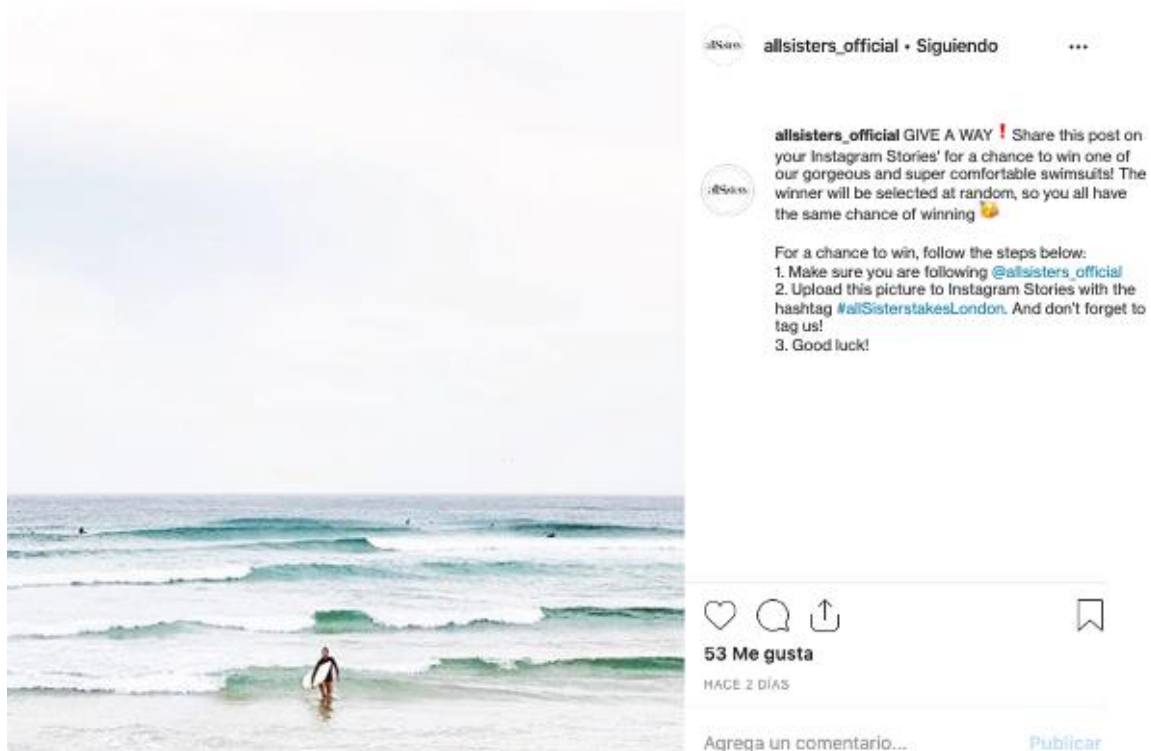 allSisters
allsisters_official • Siguiendo
allsisters_official GIVE A WAY❗ Share this post on
your Instagram Stories' for a chance to win one of
our gorgeous and super comfortable swimsuits! The
winner will be selected at random, so you all have
the same chance of winning 🥳
allSisters
For a chance to win, follow the steps below:
1. Make sure you are following @allsisters_official
2. Upload this picture to Instagram Stories with the
hashtag #allSisterstakesLondon. And don't forget to
tag us!
3. Good luck!
53 Me gusta
HACE 2 DÍAS
Agrega un comentario...
Publicar